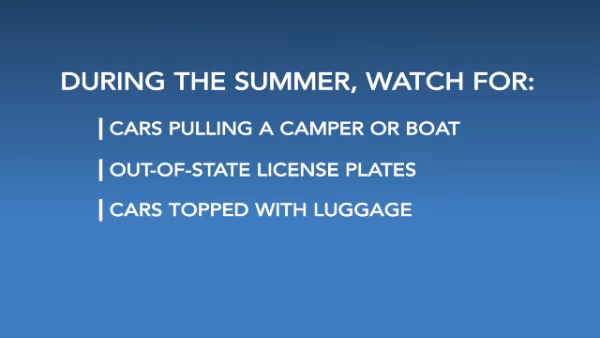 DURING THE SUMMER, WATCH FOR:
CARS PULLING A CAMPER OR BOAT
OUT-OF-STATE LICENSE PLATES
CARS TOPPED WITH LUGGAGE